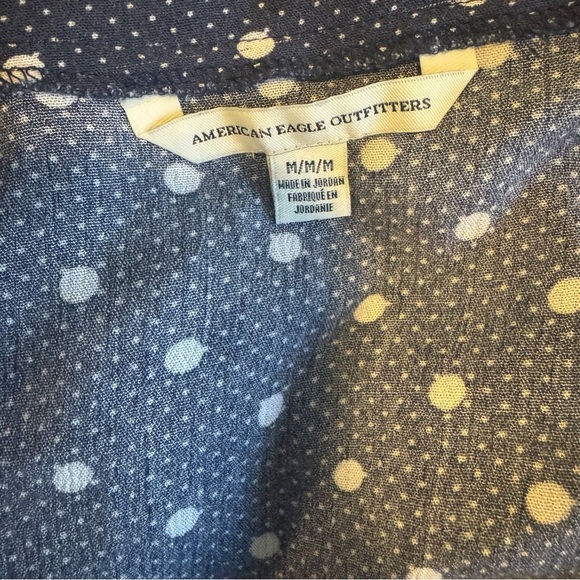 AMERICAN EAGLE OUTFITTERS
M/M/M
MADE IN JORDAN
FABRIQUÉ EN
JORDANIE